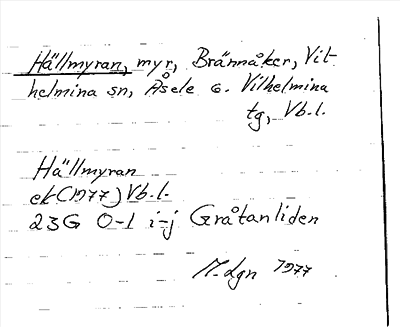 Hällmyran, myr, Brännåker, Vil-
helmina sn, Åsele o. Vilhelmina
tg, Vb.l.
Hällmyran
ek (1977) Vb.l.
23G 0-1 i-j Gråtanliden
M. Lgn 1977